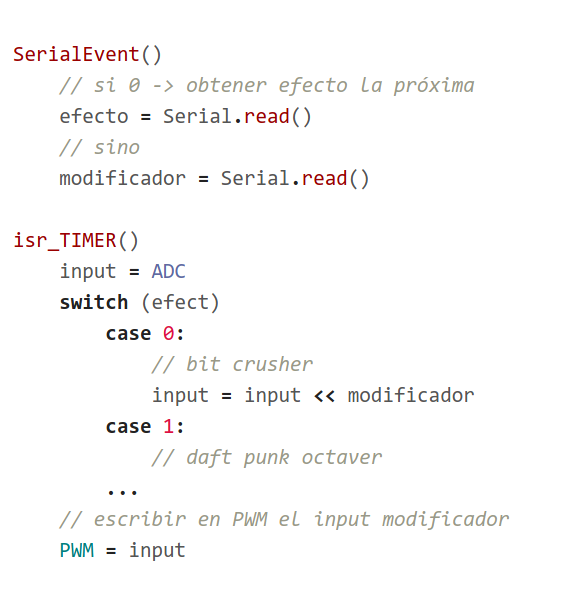 SerialEvent()
// si 0 -> obtener efecto la próxima
efecto = Serial.read()
// sino
modificador = Serial.read()
isr_TIMER()
input = ADC
switch (efect)
case 0:
// bit crusher
input = input << modificador
case 1:
// daft punk octaver
...
// escribir en PWM el input modificador
PWM = input